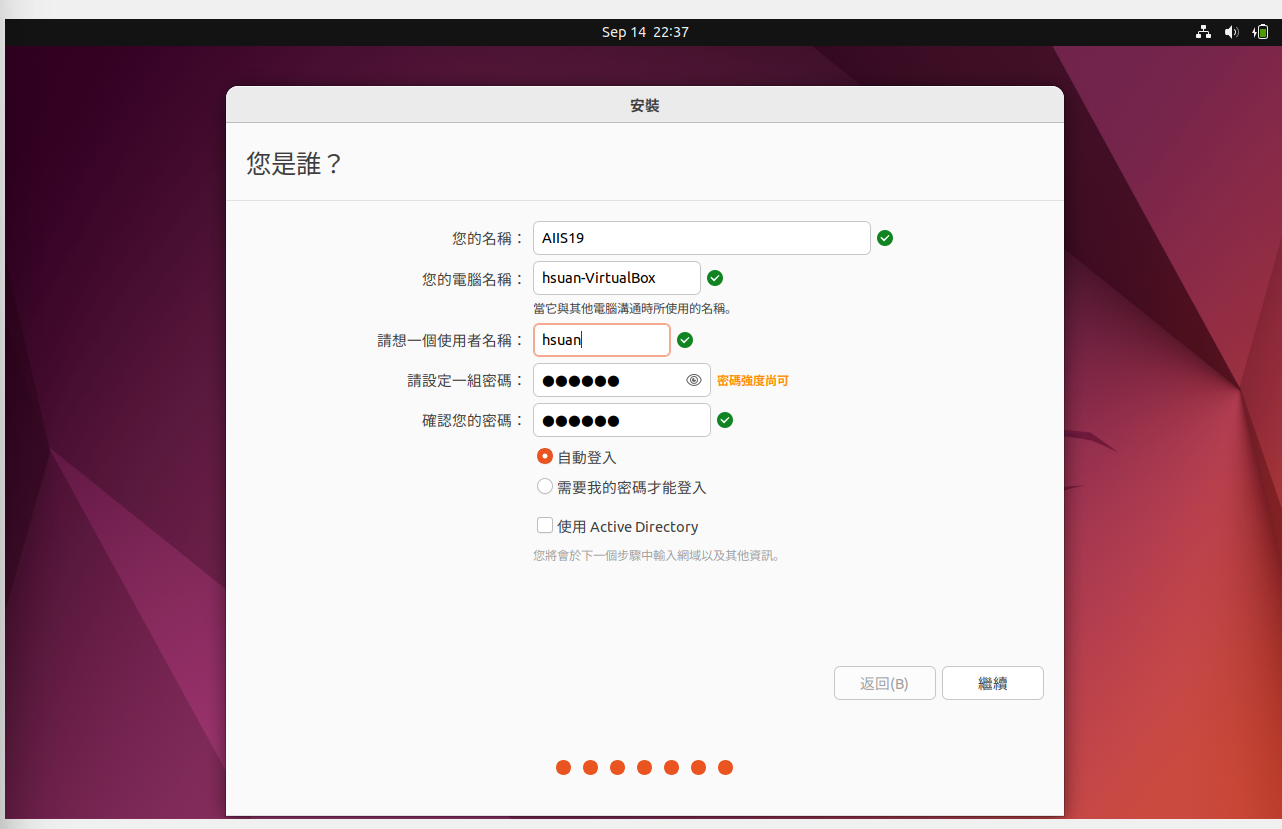 Sep 14 22:37
安裝
您是誰？
您的名稱：
AIIS19
您的電腦名稱：
hsuan-VirtualBox
當它與其他電腦溝通時所使用的名稱。
請想一個使用者名稱：
hsuan
請設定一組密碼：
●●●●●●
密碼強度尚可
確認您的密碼：
●●●●●●
自動登入
需要我的密碼才能登入
使用 Active Directory
您將會於下一個步驟中輸入網域以及其他資訊。
返回(B)
繼續